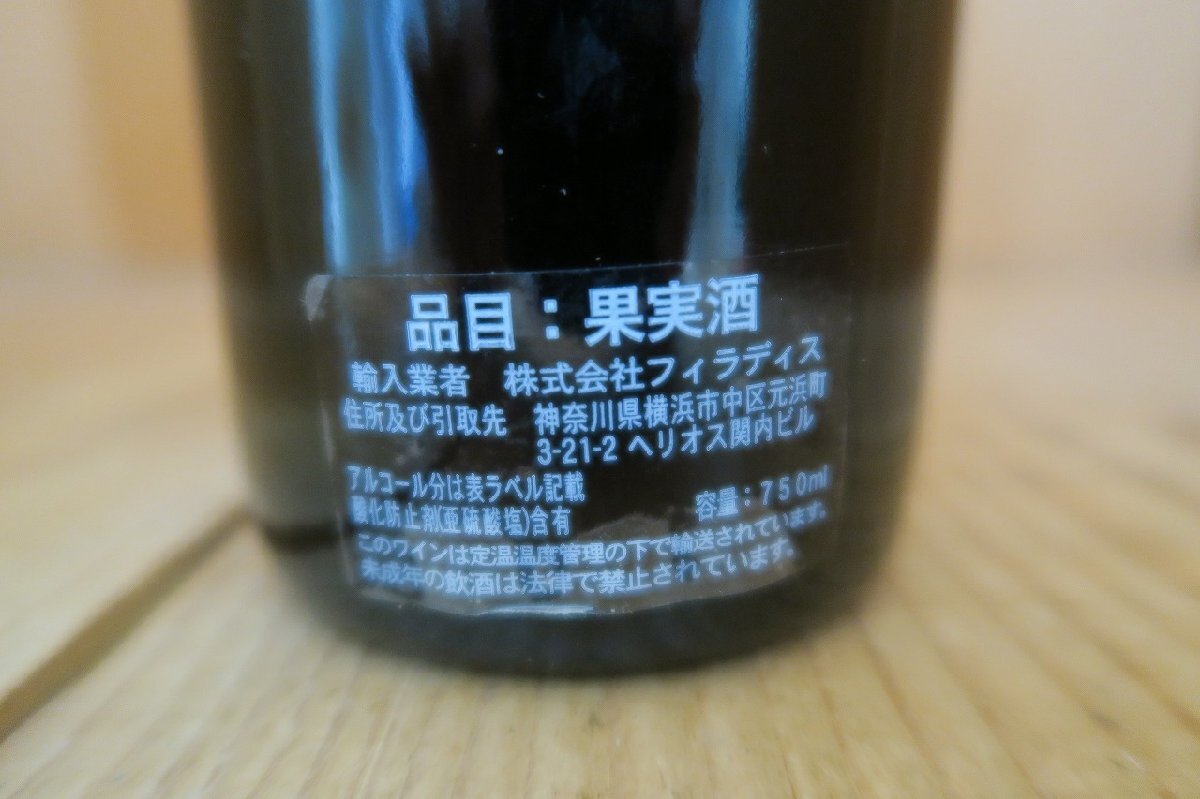 品目：果実酒
輸入業者 株式会社フィラディス
住所及び引取先 神奈川県横浜市中区元浜町
3-21-2 ヘリオス関内ビル
アルコール分は表ラベル記載
酸化防止剤(亜硫酸塩)含有 容量：750ml
このワインは定温温度管理の下で輸送されています。
未成年の飲酒は法律で禁止されています。